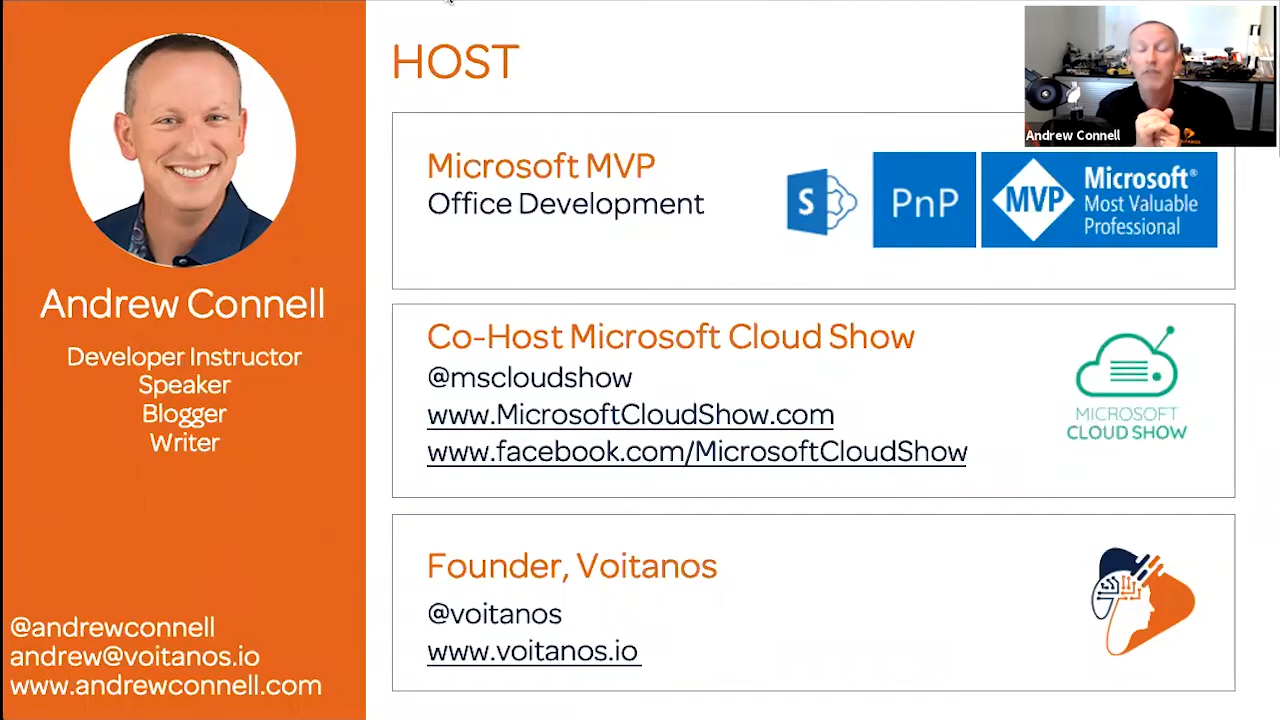 HOST
Andrew Connell
Developer Instructor
Speaker
Blogger
Writer
@andrewconnell
andrew@voitanos.io
www.andrewconnell.com
Microsoft MVP
Office Development
S
PnP
MVP
Microsoft®
Most Valuable
Professional
Co-Host Microsoft Cloud Show
@mscloudshow
www.MicrosoftCloudShow.com
www.facebook.com/MicrosoftCloudShow
MICROSOFT
CLOUD SHOW
Founder, Voitanos
@voitanos
www.voitanos.io
Andrew Connell
VOITANOS